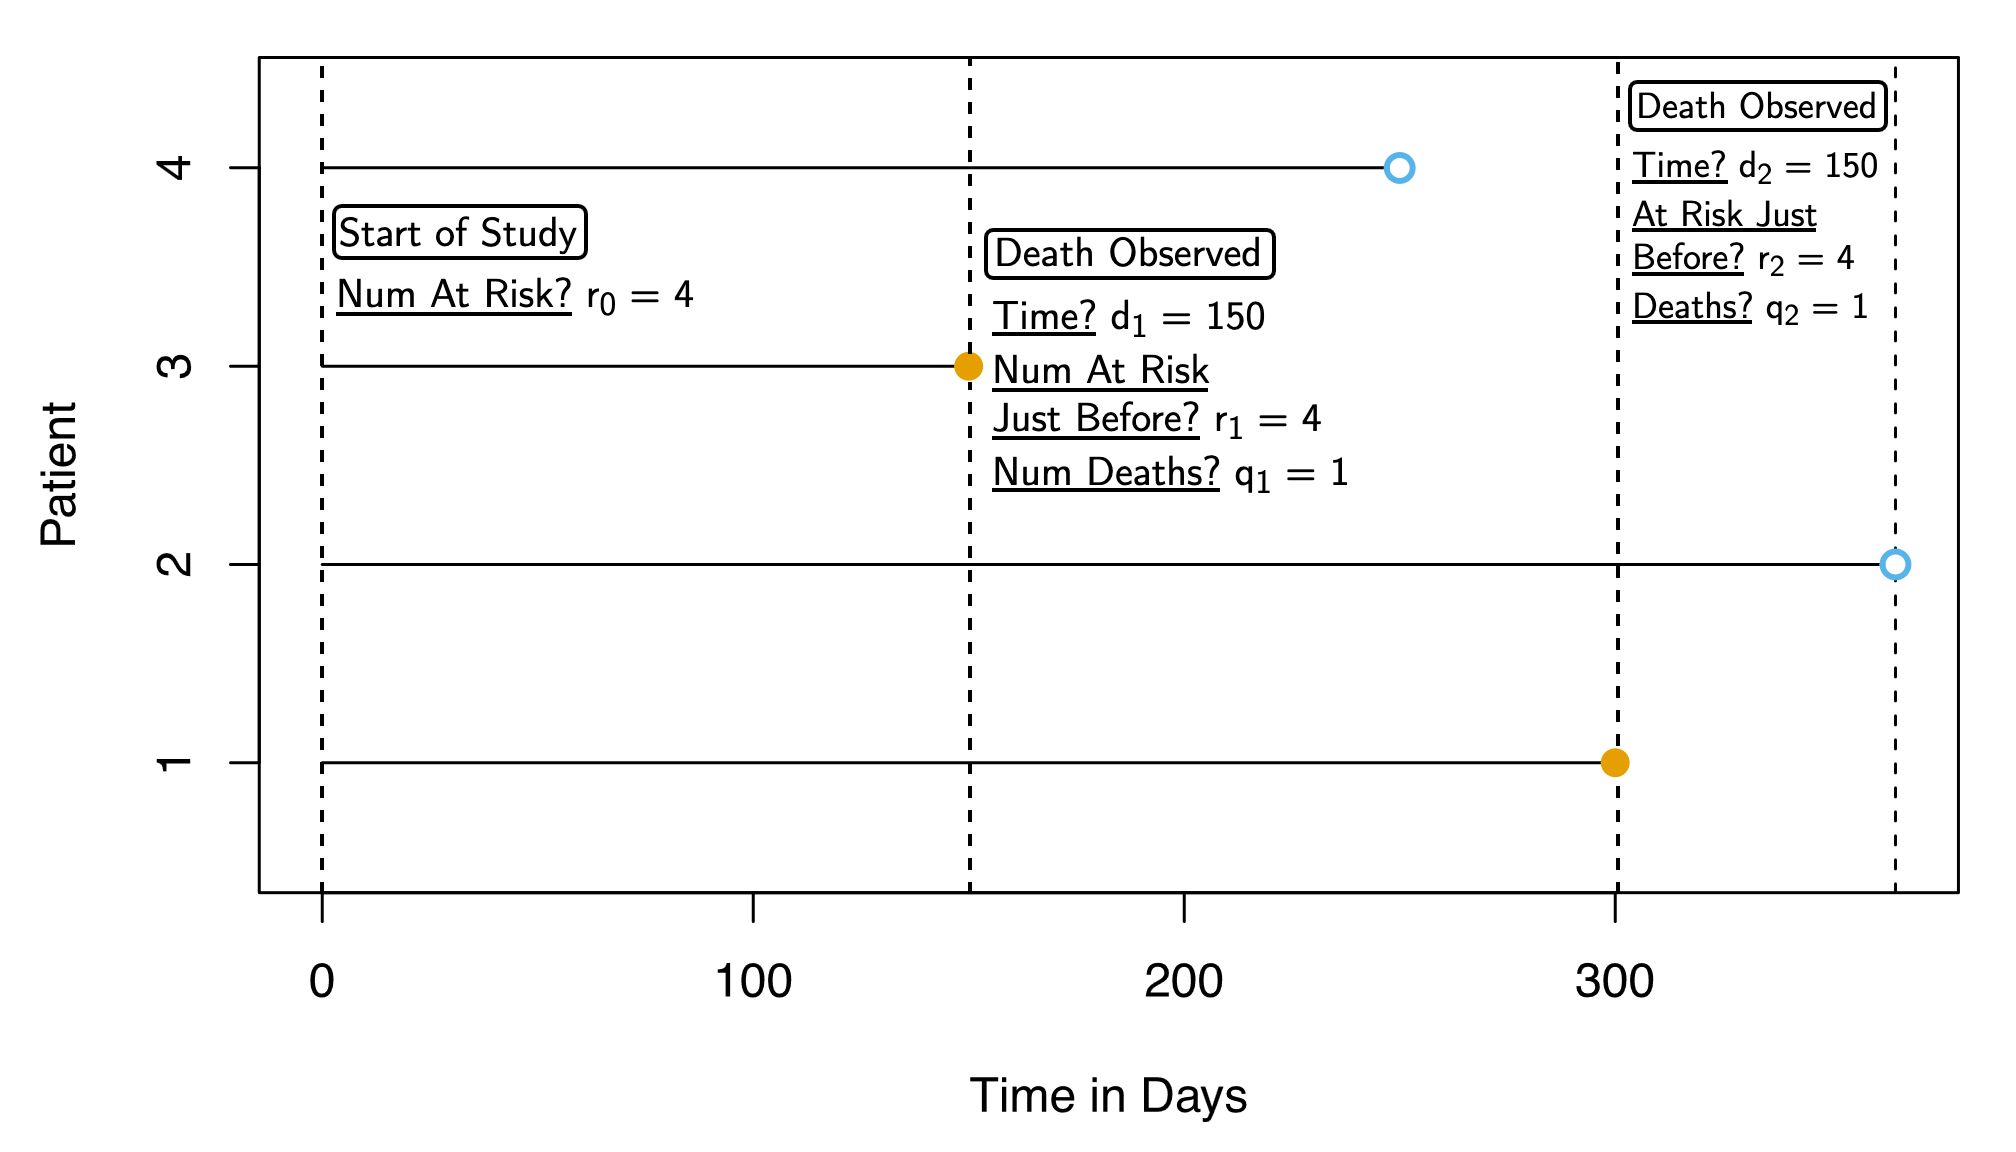 Death Observed
Time? d2 = 150
At Risk Just
Before? r2 = 4
Deaths? q2 = 1
Start of Study
Num At Risk? r0 = 4
Death Observed
Time? d1 = 150
Num At Risk
Just Before? r1 = 4
Num Deaths? q1 = 1
Patient
4
3
2
1
0 100 200 300
Time in Days